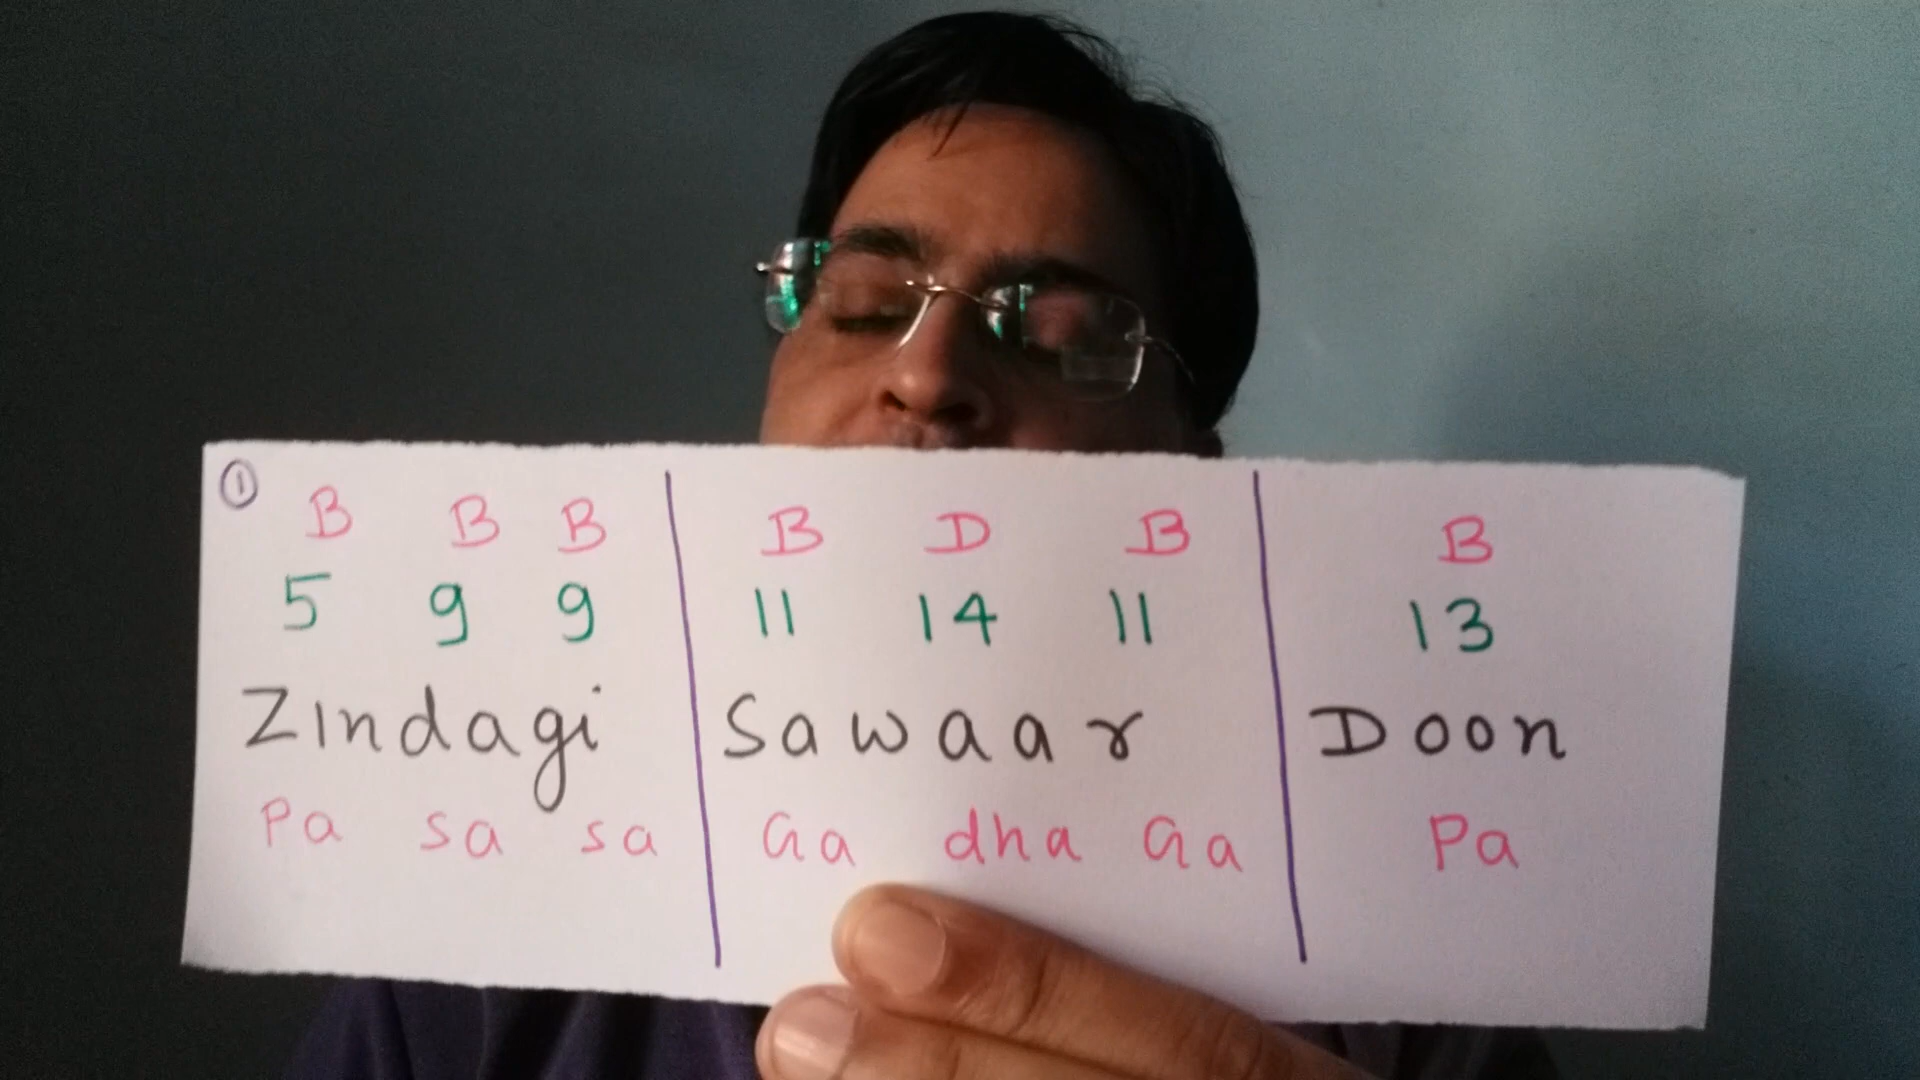 ①
B B B B D B B
5 9 9 11 14 11 13
Zindagi Sawaar Doon
Pa sa sa Ga dha Ga Pa